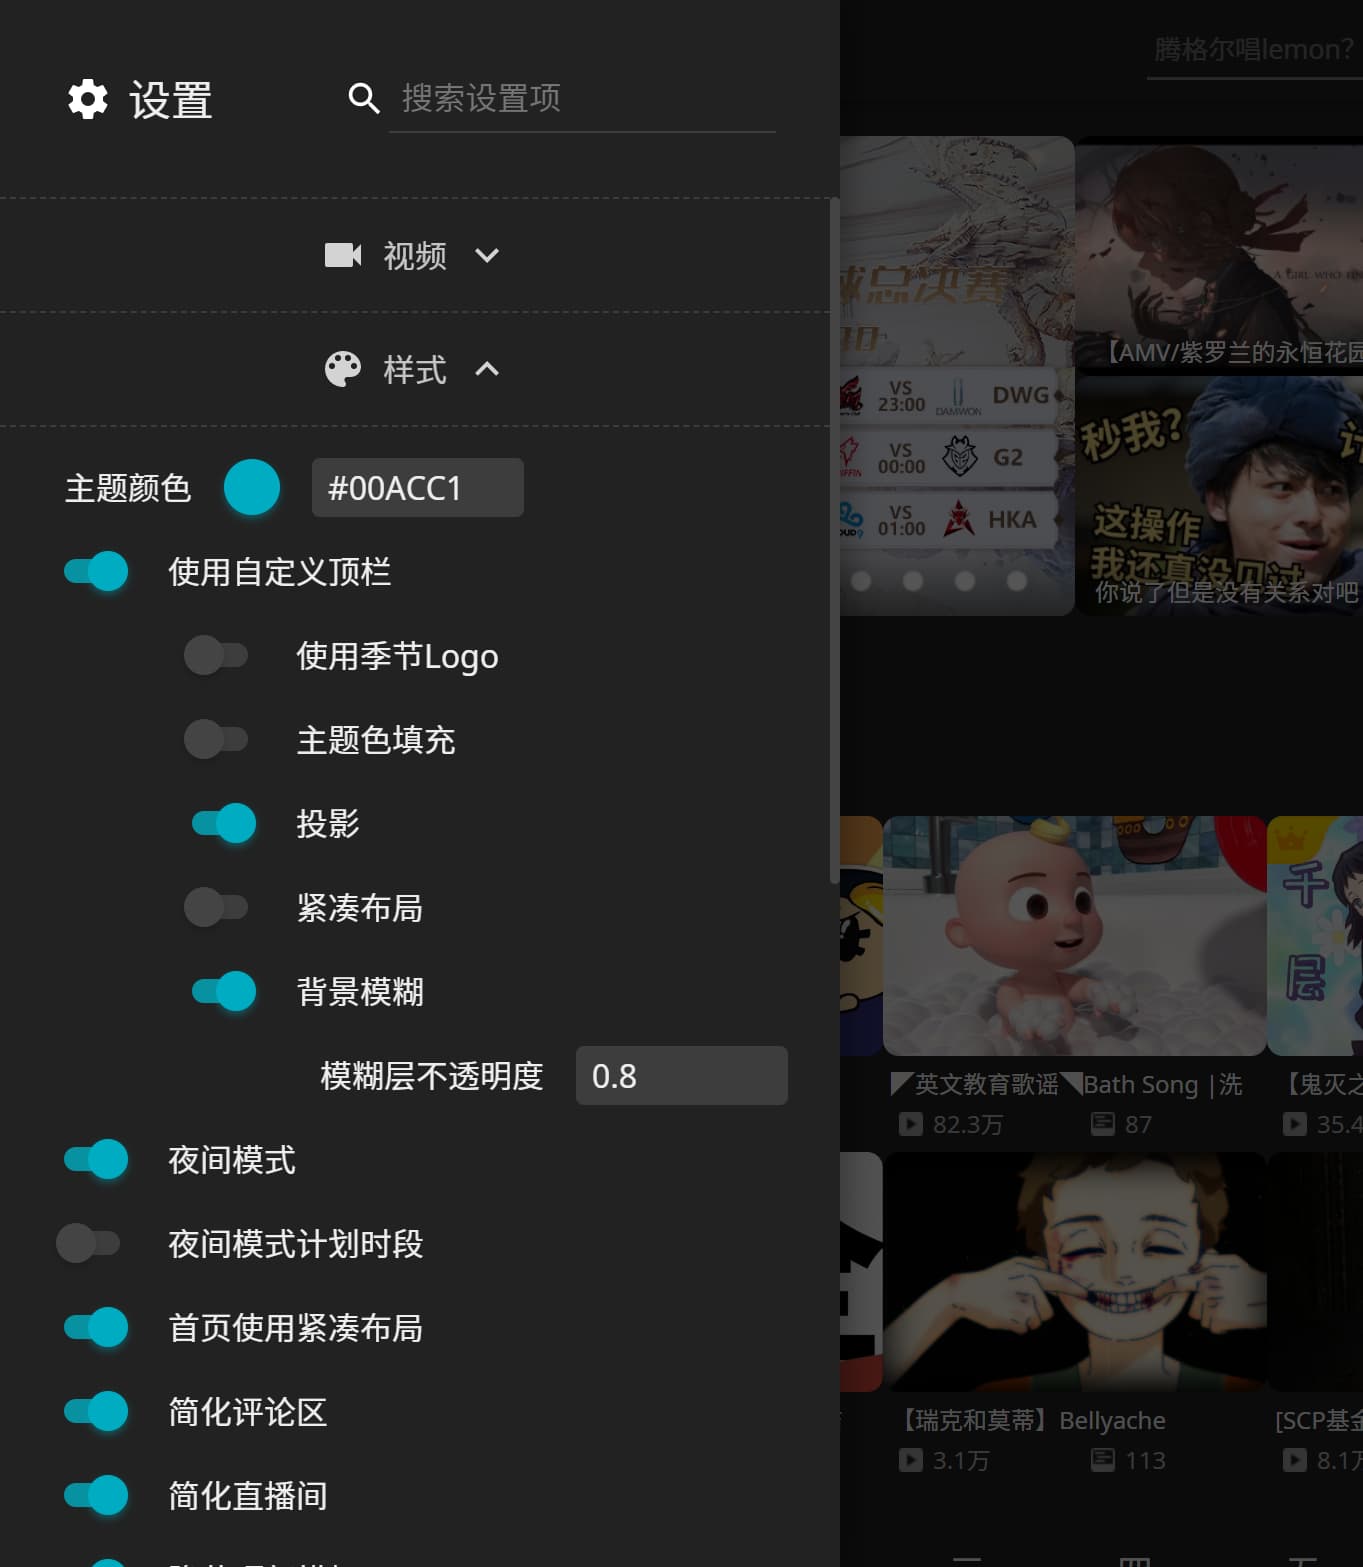 设置
搜索设置项
视频
样式
主题颜色
#00ACC1
使用自定义顶栏
使用季节Logo
主题色填充
投影
紧凑布局
背景模糊
模糊层不透明度
0.8
夜间模式
夜间模式计划时段
首页使用紧凑布局
简化评论区
简化直播间
腾格尔唱lemon?
球总决赛
VS
23:00
DAMWON
DWG
VS
00:00
G2
VS
01:00
HKA
A GIRL WHO
【AMV/紫罗兰的永恒花园
秒我?
这操作
我还真没见过
你说了但是没有关系对吧
千
层
◤英文教育歌谣◥Bath Song |洗
82.3万
87
【鬼灭之
35.4
【瑞克和莫蒂】Bellyache
3.1万
113
[SCP基金
8.1万